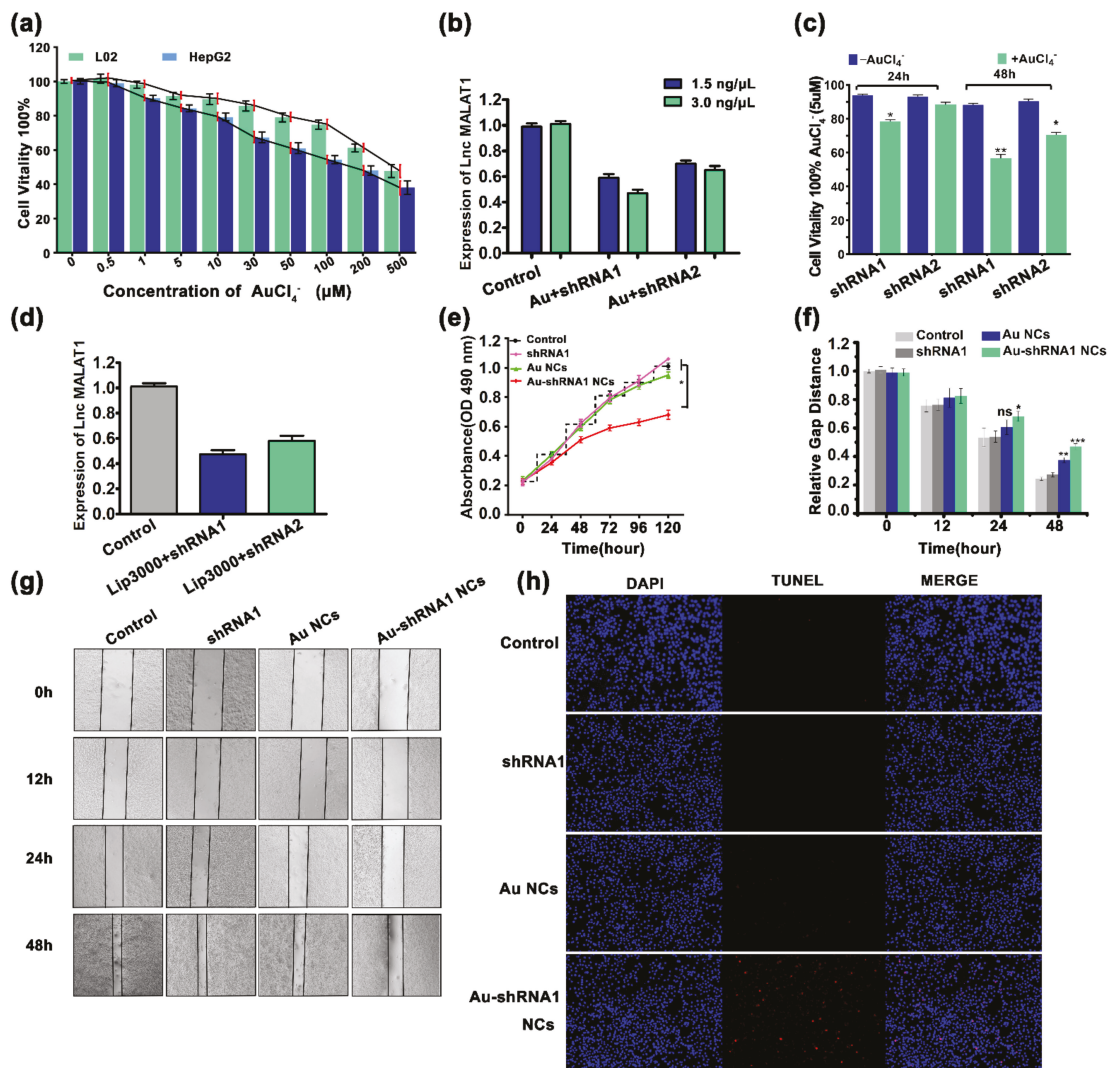 (a)
L02 HepG2
Cell Vitality 100%
120
100
80
60
40
20
0
0 0.5 1 5 10 30 50 100 200 500
Concentration of AuCl4- (μM)
(b)
1.5 ng/μL
3.0 ng/μL
Expression of Lnc MALAT1
1.2
1.0
0.8
0.6
0.4
0.2
0.0
Control
Au+shRNA1
Au+shRNA2
(c)
−AuCl4- +AuCl4-
24h 48h
Cell Vitality 100% AuCl4-(5uM)
100
80
60
40
20
0
* ** *
shRNA1
shRNA2
shRNA1
shRNA2
(d)
Expression of Lnc MALAT1
1.2
1.0
0.8
0.6
0.4
0.2
0.0
Control
Lip3000+shRNA1
Lip3000+shRNA2
(e)
Control
shRNA1
Au NCs
Au-shRNA1 NCs
*
Absorbance(OD 490 nm)
1.2
1.0
0.8
0.6
0.4
0.2
0.0
0 24 48 72 96 120
Time(hour)
(f)
Control Au NCs
shRNA1 Au-shRNA1 NCs
Relative Gap Distance
1.2
1.0
0.8
0.6
0.4
0.2
0.0
ns * ** ***
0 12 24 48
Time(hour)
(g)
Control shRNA1 Au NCs Au-shRNA1 NCs
0h
12h
24h
48h
(h)
DAPI TUNEL MERGE
Control
shRNA1
Au NCs
Au-shRNA1
NCs